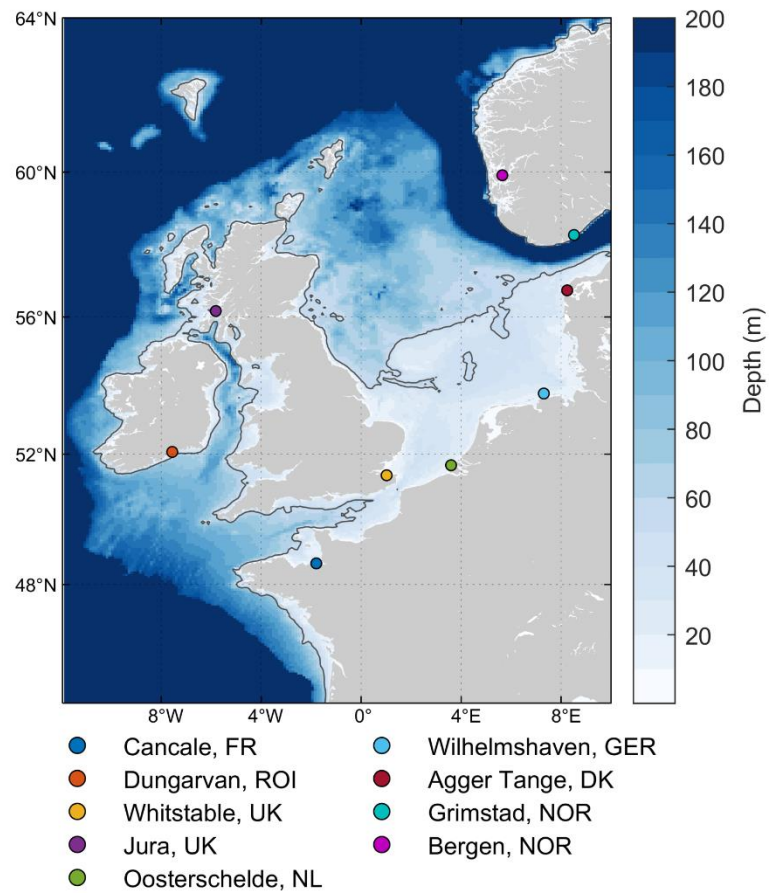 64°N
60°N
56°N
52°N
48°N
8°W 4°W 0° 4°E 8°E
200
180
160
140
120
100
80
60
40
20
Depth (m)
Cancale, FR
Dungarvan, ROI
Whitstable, UK
Jura, UK
Oosterschelde, NL
Wilhelmshaven, GER
Agger Tange, DK
Grimstad, NOR
Bergen, NOR